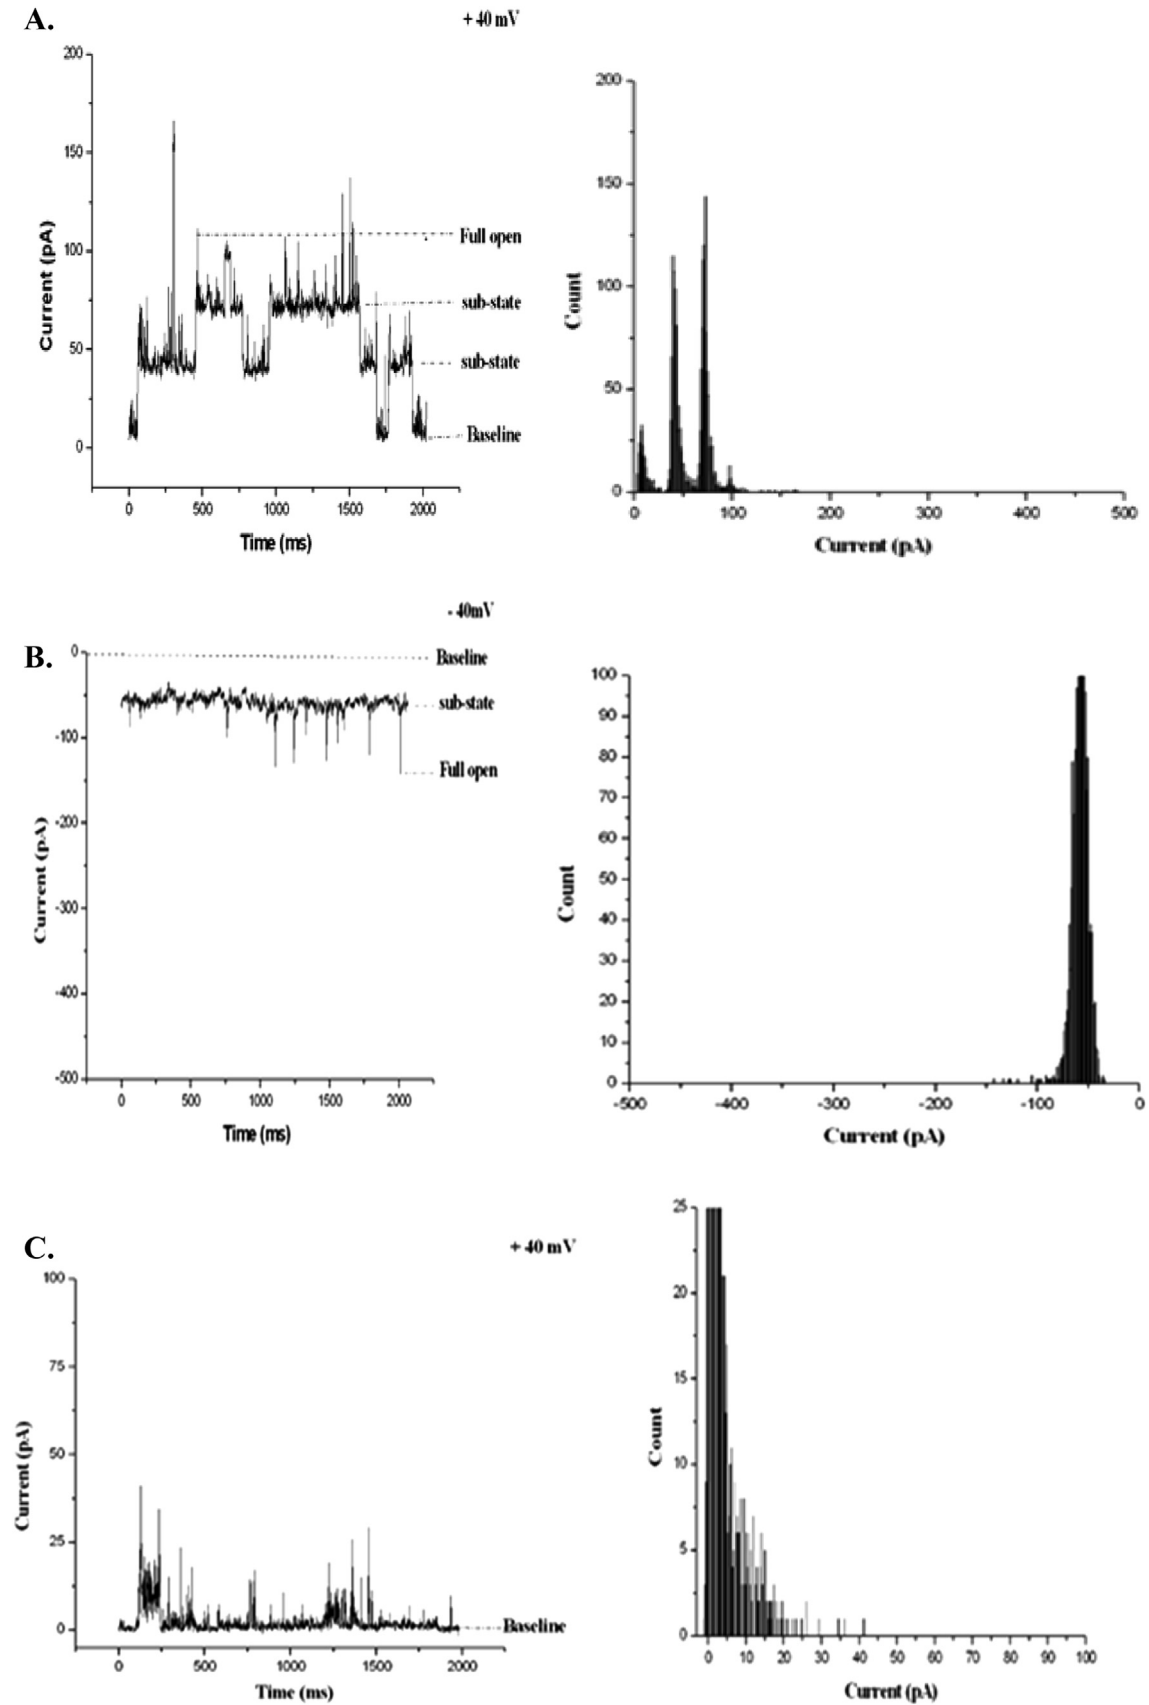 A.
+ 40 mV
200
150
100
50
0
Current (pA)
Full open
sub-state
sub-state
Baseline
0 500 1000 1500 2000
Time (ms)
200
150
100
50
0
Count
0 100 200 300 400 500
Current (pA)
B.
- 40mV
0
-100
-200
-300
-400
-500
Current (pA)
Baseline
sub-state
Full open
0 500 1000 1500 2000
Time (ms)
100
90
80
70
60
50
40
30
20
10
0
Count
-500 -400 -300 -200 -100 0
Current (pA)
C.
+ 40 mV
100
75
50
25
0
Current (pA)
Baseline
0 500 1000 1500 2000
Time (ms)
25
20
15
10
5
0
Count
0 10 20 30 40 50 60 70 80 90 100
Current (pA)